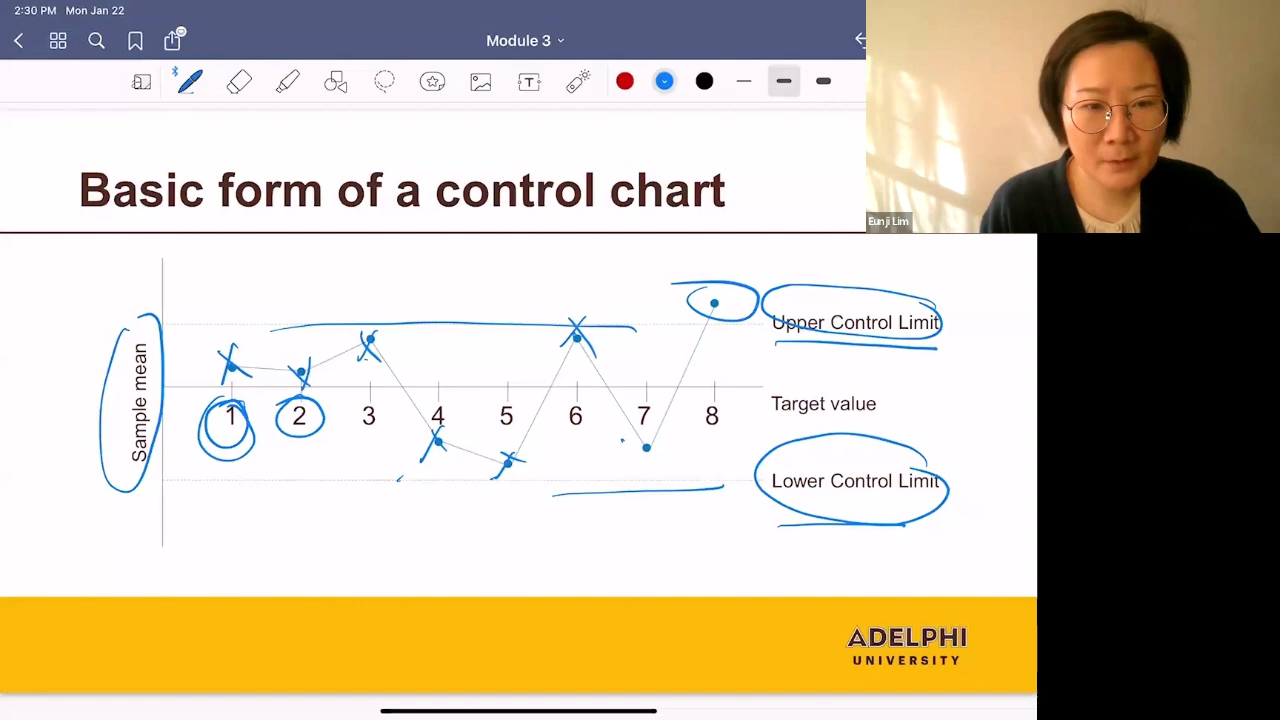 2:30 PM Mon Jan 22
Module 3
T
Eunji Lim
Basic form of a control chart
Upper Control Limit
Sample mean
Target value
1 2 3 4 5 6 7 8
Lower Control Limit
ADELPHI
UNIVERSITY